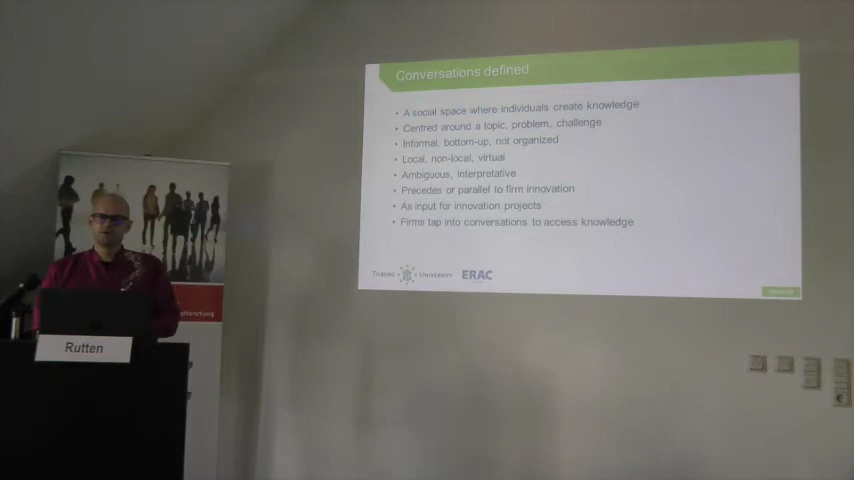 Conversations defined
• A social space where individuals create knowledge
• Centred around a topic, problem, challenge
• Informal, bottom-up, not organized
• Local, non-local, virtual
• Ambiguous, interpretative
• Precedes or parallel to firm innovation
• As input for innovation projects
• Firms tap into conversations to access knowledge
TILBURG UNIVERSITY ERAC
Rutten